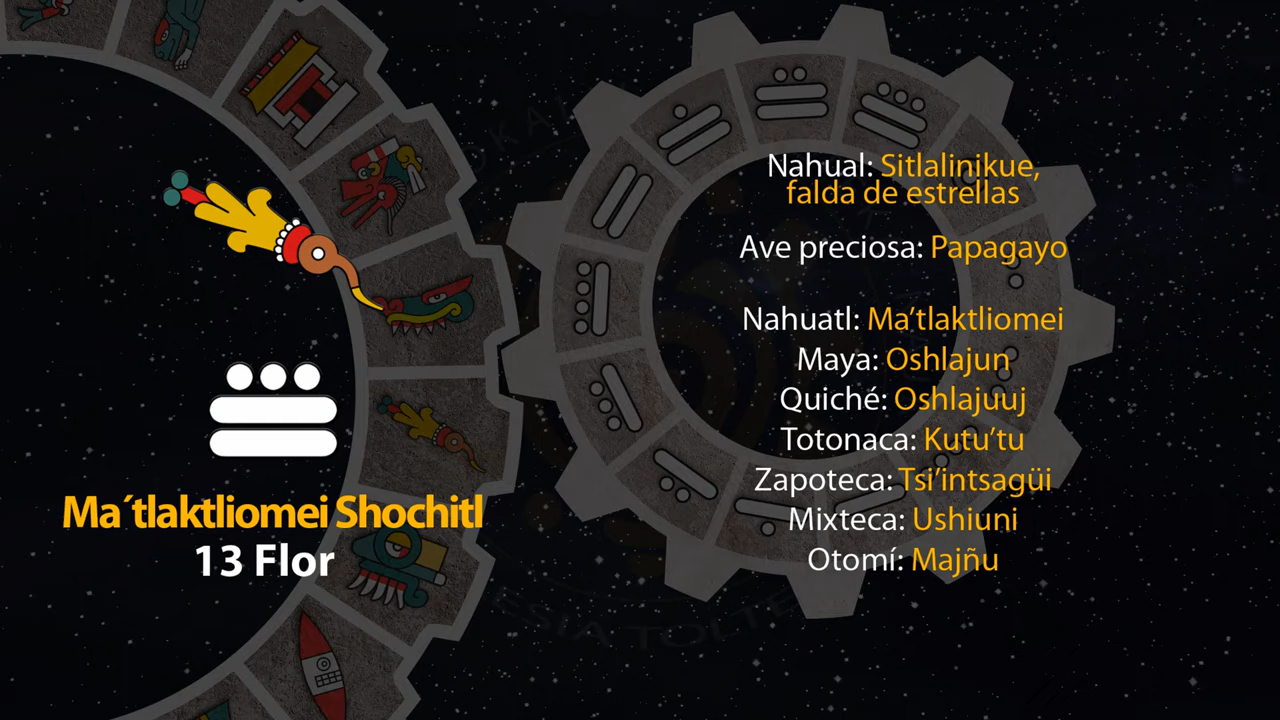 Ma´tlaktliomei Shochitl
13 Flor
Nahual: Sitlalinikue,
falda de estrellas
Ave preciosa: Papagayo
Nahuatl: Ma’tlaktliomei
Maya: Oshlajun
Quiché: Oshlajuuj
Totonaca: Kutu’tu
Zapoteca: Tsi’intsagüi
Mixteca: Ushiuni
Otomí: Majñu